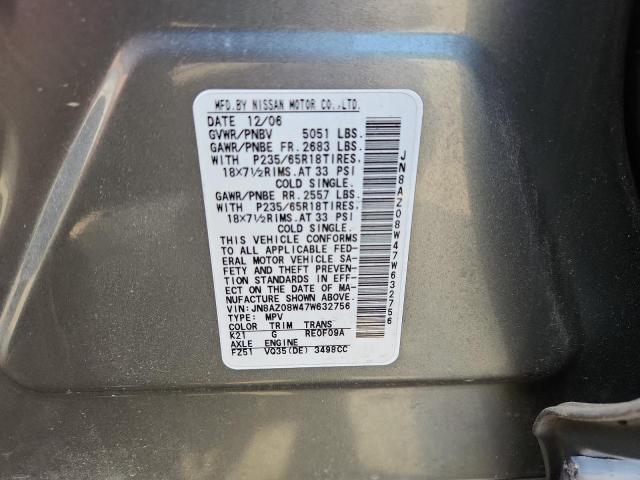 MFD.BY NISSAN MOTOR CO.,LTD.
DATE 12/06
GVWR/PNBV 5051 LBS.
GAWR/PNBE FR. 2683 LBS.
WITH P235/65R18TIRES.
18X7½RIMS.AT 33 PSI
COLD SINGLE.
GAWR/PNBE RR. 2557 LBS.
WITH P235/65R18TIRES.
18X7½RIMS.AT 33 PSI
COLD SINGLE.
THIS VEHICLE CONFORMS
TO ALL APPLICABLE FED-
ERAL MOTOR VEHICLE SA-
FETY AND THEFT PREVEN-
TION STANDARDS IN EFF-
ECT ON THE DATE OF MA-
NUFACTURE SHOWN ABOVE.
VIN:JN8AZ08W47W632756
TYPE: MPV
COLOR TRIM TRANS
K21 G RE0F09A
AXLE ENGINE
FZ51 VQ35(DE) 3498CC
JN8AZ08W47W632756